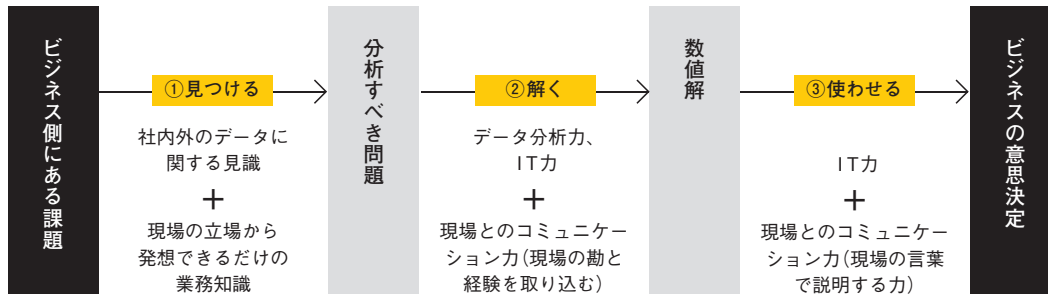 ビジネス側にある課題
①見つける
社内外のデータに
関する見識
+
現場の立場から
発想できるだけの
業務知識
分析すべき問題
②解く
データ分析力、
IT力
+
現場とのコミュニケー
ション力(現場の勘と
経験を取り込む)
数値解
③使わせる
IT力
+
現場とのコミュニケー
ション力(現場の言葉
で説明する力)
ビジネスの意思決定